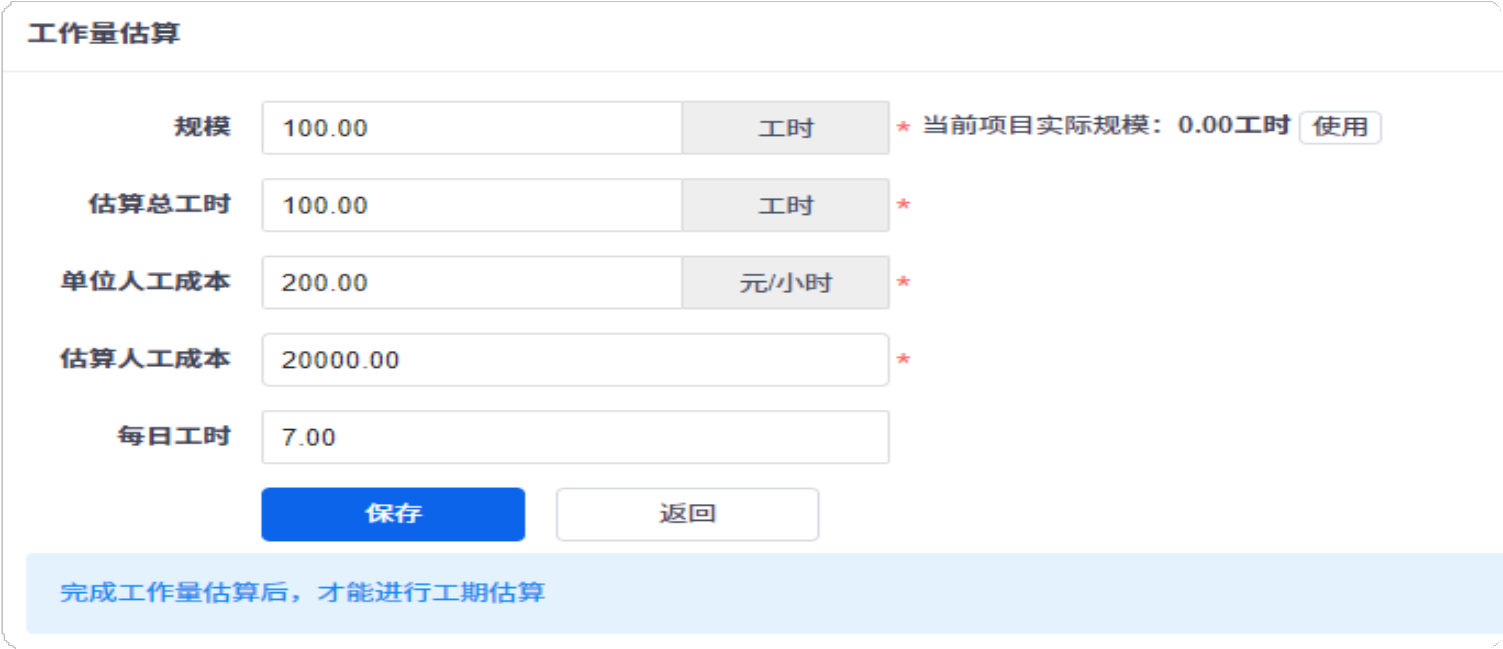 工作量估算
规模 100.00 工时 * 当前项目实际规模：0.00工时 使用
估算总工时 100.00 工时 *
单位人工成本 200.00 元/小时 *
估算人工成本 20000.00 *
每日工时 7.00
保存 返回
完成工作量估算后，才能进行工期估算